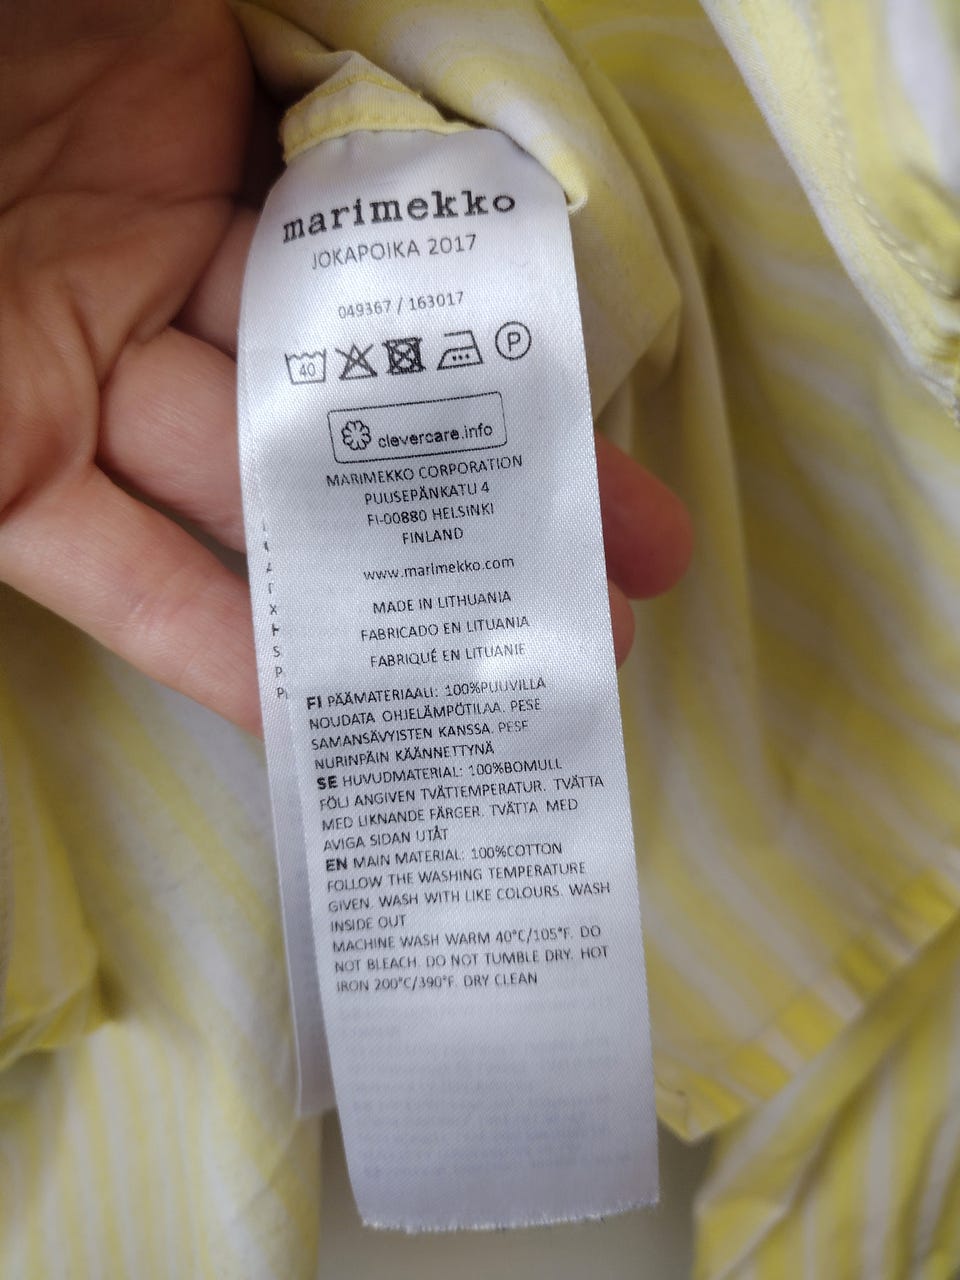 marimekko
JOKAPOIKA 2017
049367 / 163017
40 P
clevercare.info
MARIMEKKO CORPORATION
PUUSEPÄNKATU 4
FI-00880 HELSINKI
FINLAND
www.marimekko.com
MADE IN LITHUANIA
FABRICADO EN LITUANIA
FABRIQUÉ EN LITUANIE
FI PÄÄMATERIAALI: 100%PUUVILLA
NOUDATA OHJELÄMPÖTILAA. PESE
SAMANSÄVYISTEN KANSSA. PESE
NURINPÄIN KÄÄNNETTYNÄ
SE HUVUDMATERIAL: 100%BOMULL
FÖLJ ANGIVEN TVÄTTEMPERATUR. TVÄTTA
MED LIKNANDE FÄRGER. TVÄTTA MED
AVIGA SIDAN UTÅT
EN MAIN MATERIAL: 100%COTTON
FOLLOW THE WASHING TEMPERATURE
GIVEN. WASH WITH LIKE COLOURS. WASH
INSIDE OUT
MACHINE WASH WARM 40°C/105°F. DO
NOT BLEACH. DO NOT TUMBLE DRY. HOT
IRON 200°C/390°F. DRY CLEAN